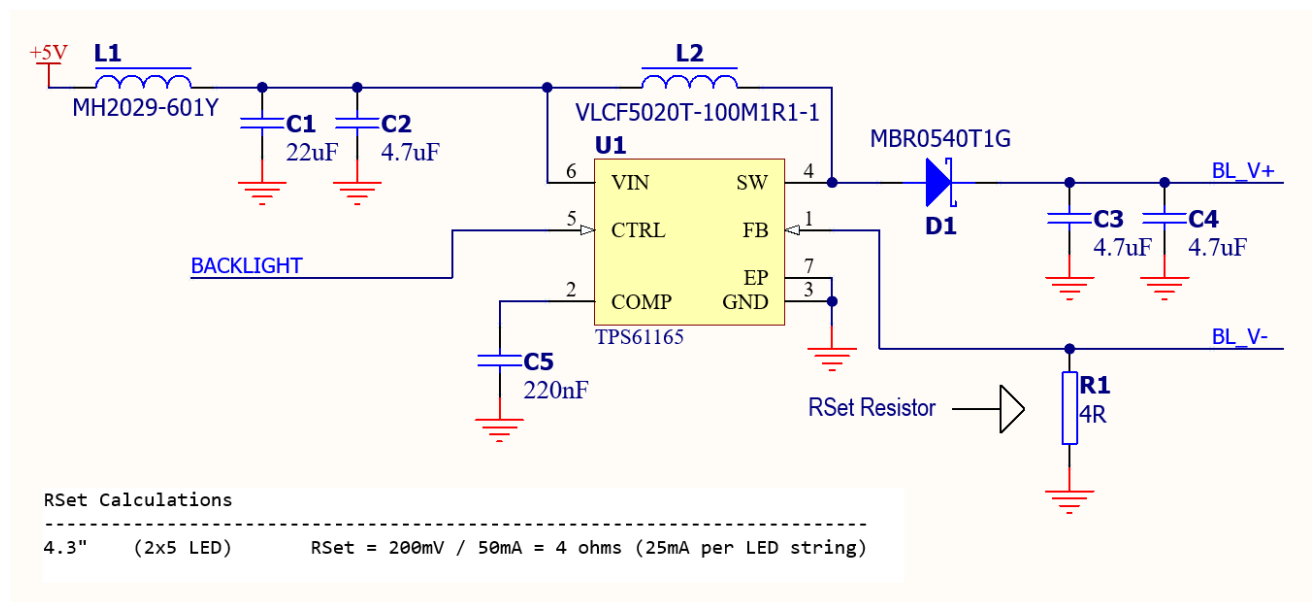 +5V
L1
MH2029-601Y
C1
22uF
C2
4.7uF
L2
VLCF5020T-100M1R1-1
U1
MBR0540T1G
D1
6
VIN
SW
4
5
CTRL
FB
1
EP
7
2
COMP
GND
3
TPS61165
BACKLIGHT
C5
220nF
BL_V+
C3
4.7uF
C4
4.7uF
BL_V-
RSet Resistor
R1
4R
RSet Calculations
---------------------------------------------------------------------------
4.3" (2x5 LED) RSet = 200mV / 50mA = 4 ohms (25mA per LED string)